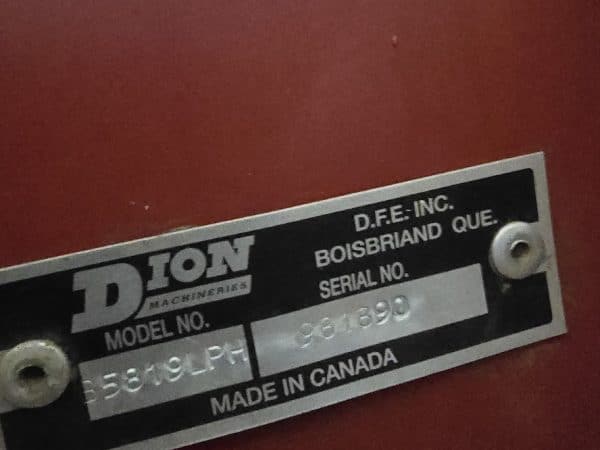 DION
MACHINERIES
D.F.E. INC.
BOISBRIAND QUE.
MODEL NO.
SERIAL NO.
MADE IN CANADA